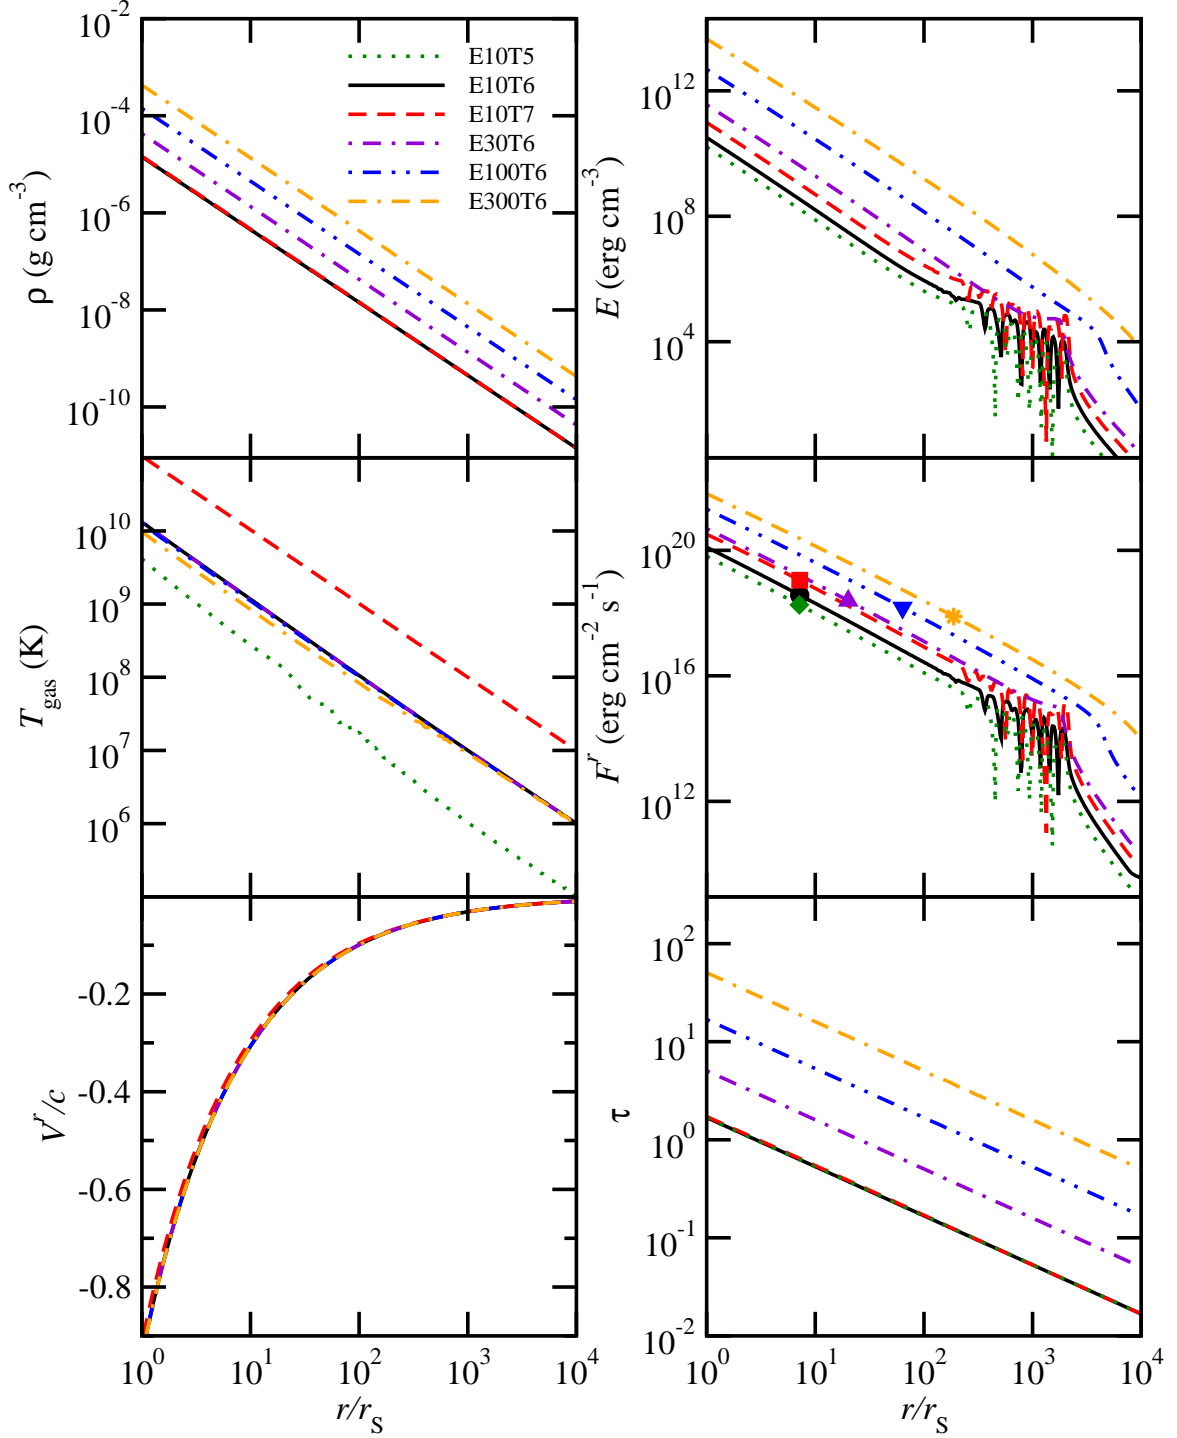 10^-2
10^-4
10^-6
10^-8
10^-10
ρ (g cm^-3)
E10T5
E10T6
E10T7
E30T6
E100T6
E300T6
10^12
10^8
10^4
E (erg cm^-3)
10^10
10^9
10^8
10^7
10^6
T_gas (K)
10^20
10^16
10^12
F^r (erg cm^-2 s^-1)
-0.2
-0.4
-0.6
-0.8
V^r/c
10^0 10^1 10^2 10^3 10^4
r/r_S
10^2
10^1
10^0
10^-1
10^-2
τ
10^0 10^1 10^2 10^3 10^4
r/r_S